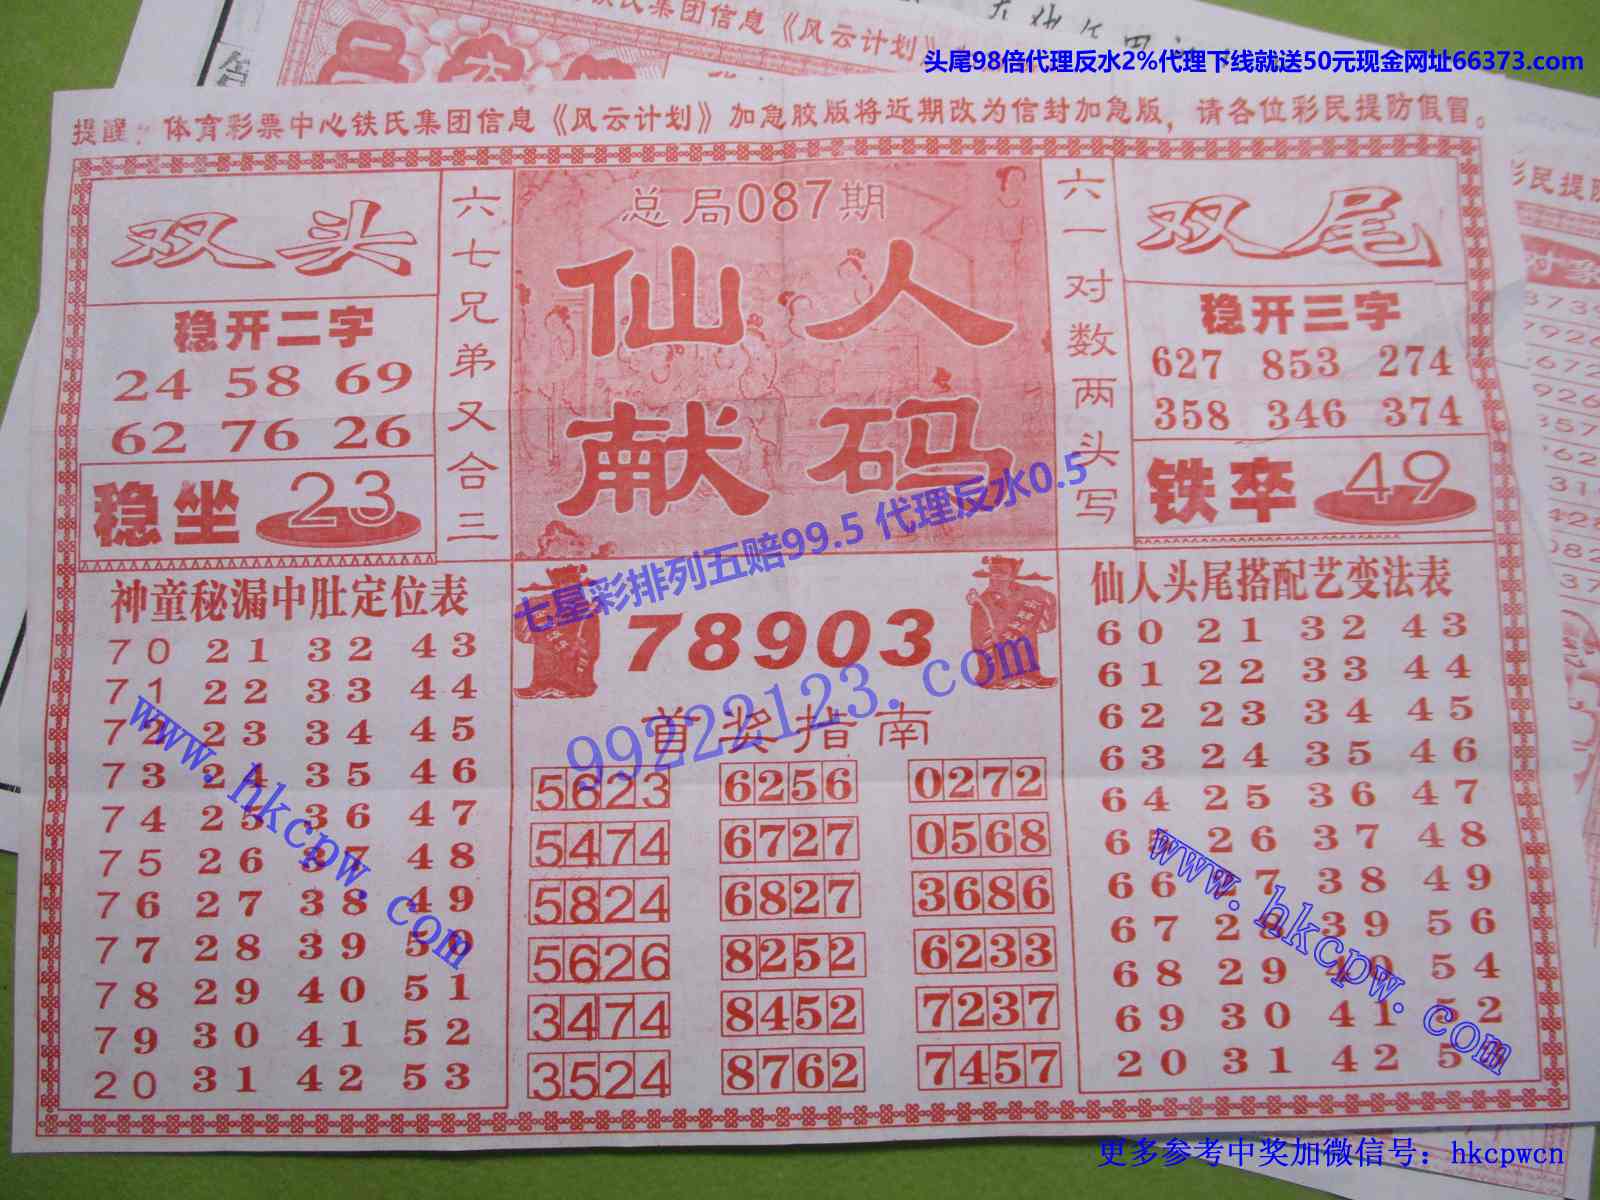 铁氏集团信息《风云计划》
头尾98倍代理反水2%代理下线就送50元现金网址66373.com
提醒：体育彩票中心铁氏集团信息《风云计划》加急胶版将近期改为信封加急版，请各位彩民提防假冒。
彩民提防
双头
稳开二字
24 58 69
62 76 26
稳坐 23
六七兄弟又合三
总局087期
仙人
献码
六一对数两头写
双尾
稳开三字
627 853 274
358 346 374
铁卒 49
七星彩排列五赔99.5 代理反水0.5
99222123.com
神童秘漏中肚定位表
70 21 32 43
71 22 33 44
72 23 34 45
73 24 35 46
74 25 36 47
75 26 37 48
76 27 38 49
77 28 39 50
78 29 40 51
79 30 41 52
20 31 42 53
www.hkcpw.com
78903
首奖指南
5623 6256 0272
5474 6727 0568
5824 6827 3686
5626 8252 6233
3474 8452 7237
3524 8762 7457
仙人头尾搭配艺变法表
60 21 32 43
61 22 33 44
62 23 34 45
63 24 35 46
64 25 36 47
65 26 37 48
66 27 38 49
67 28 39 56
68 29 40 54
69 30 41 52
20 31 42 5
www.hkcpw.com
更多参考中奖加微信号：hkcpwcn